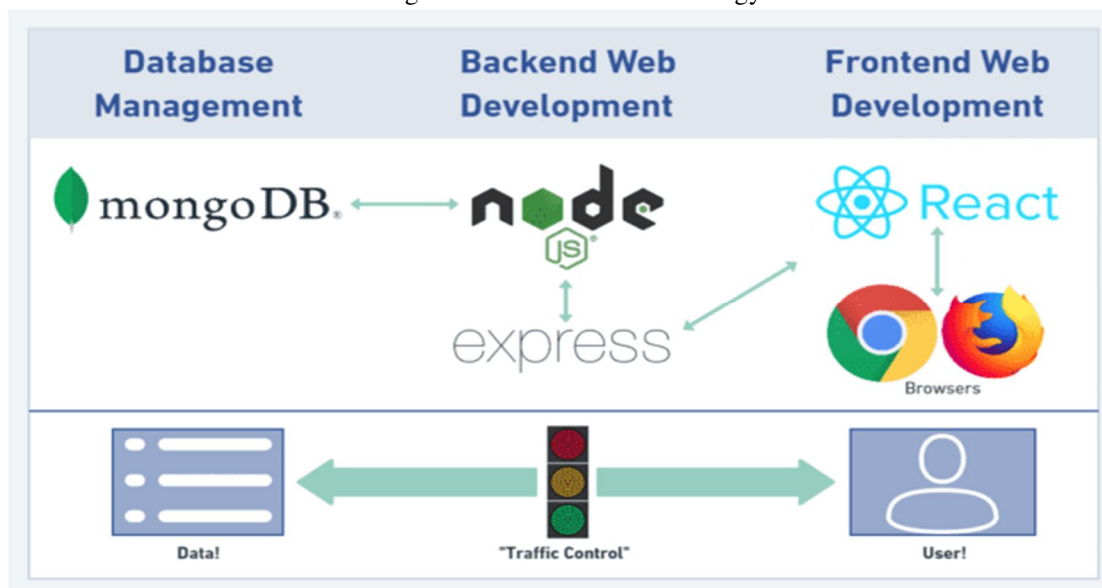 Database
Management
Backend Web
Development
Frontend Web
Development
mongoDB®
node
JS®
express
React
Browsers
Data!
"Traffic Control"
User!